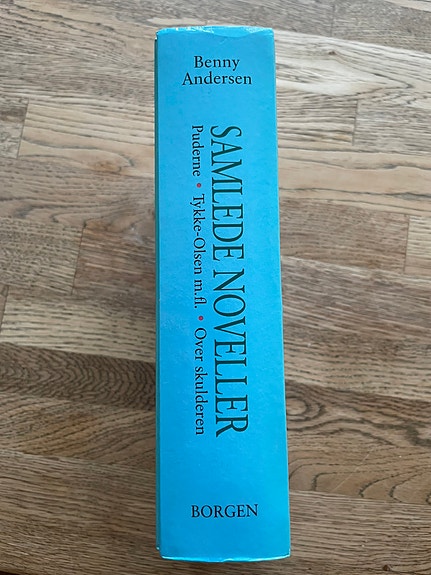 Benny
Andersen
SAMLEDE NOVELLER
Puderne • Tykke-Olsen m.fl. • Over skulderen
BORGEN